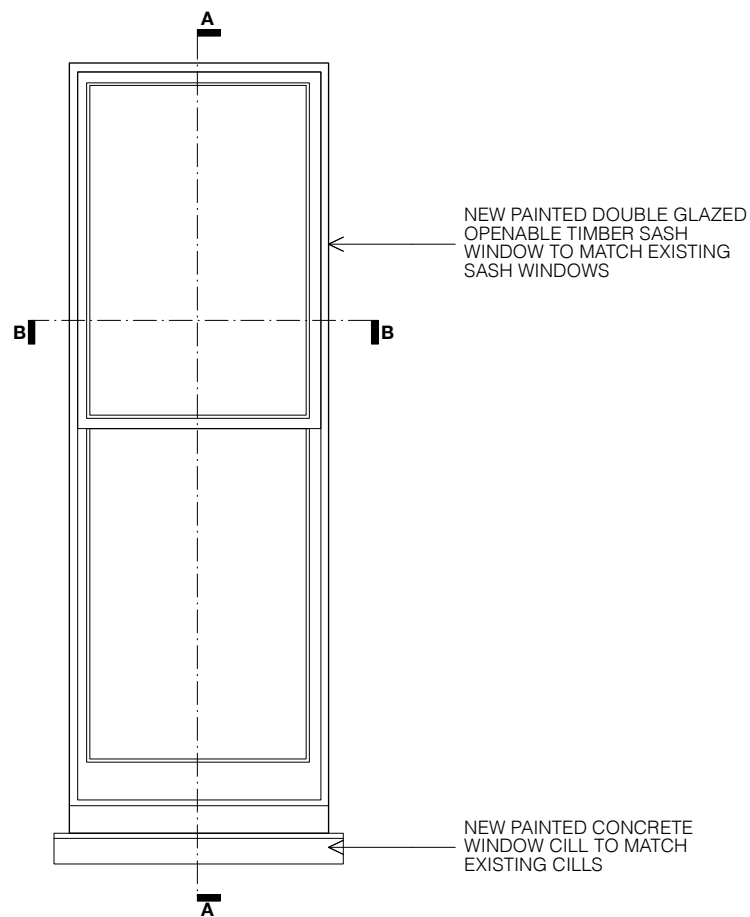 A
NEW PAINTED DOUBLE GLAZED
OPENABLE TIMBER SASH
WINDOW TO MATCH EXISTING
SASH WINDOWS
B
B
NEW PAINTED CONCRETE
WINDOW CILL TO MATCH
EXISTING CILLS
A